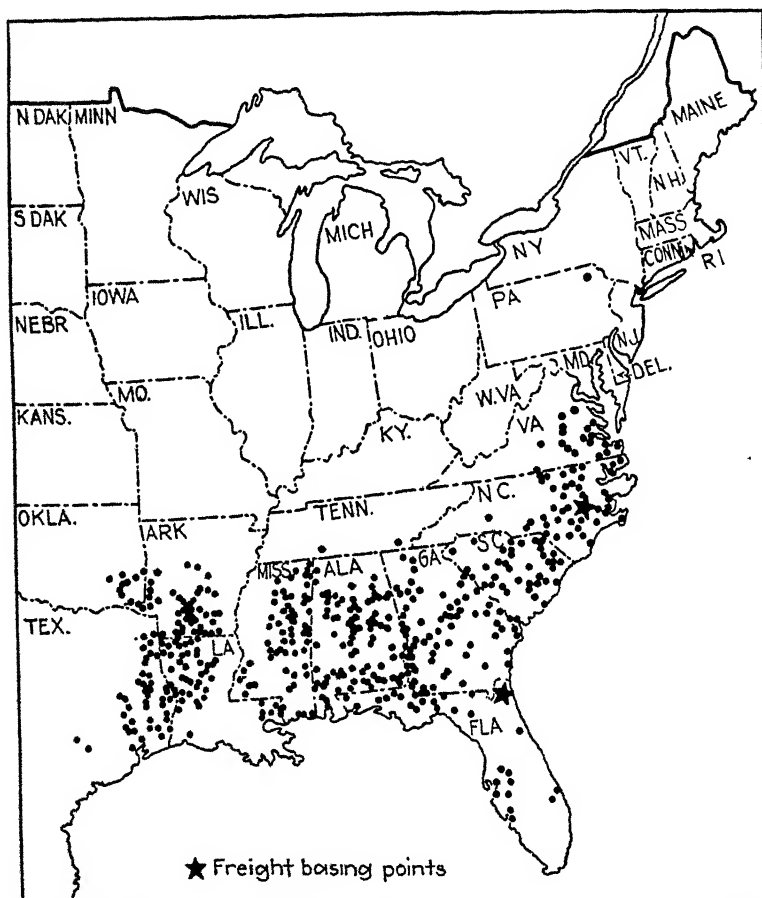 N DAK MINN
MAINE
VT.
N H
WIS
S DAK
MICH
MASS
CONN
N Y
R I
IOWA
PA
NEBR
ILL.
IND.
OHIO
N.J.
MD.
DEL.
MO.
W.VA
KANS.
KY.
VA
N C.
TENN.
OKLA.
ARK
S C
GA
MISS
ALA
TEX.
LA
FLA
★ Freight basing points